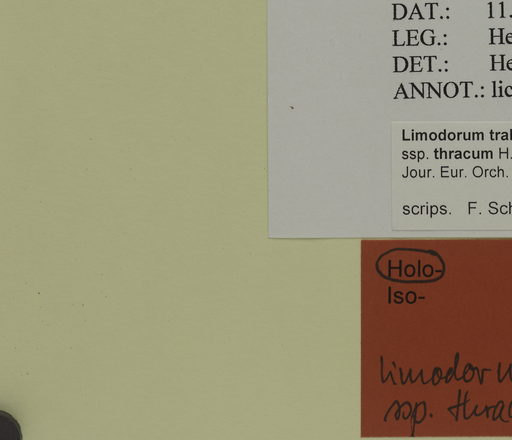 DAT.: 11.
LEG.: He
DET.: He
ANNOT.: lic
Limodorum tral
ssp. thracum H.
Jour. Eur. Orch.
scrips. F. Sch
Holo-
Iso-
limodor
ssp. thrac